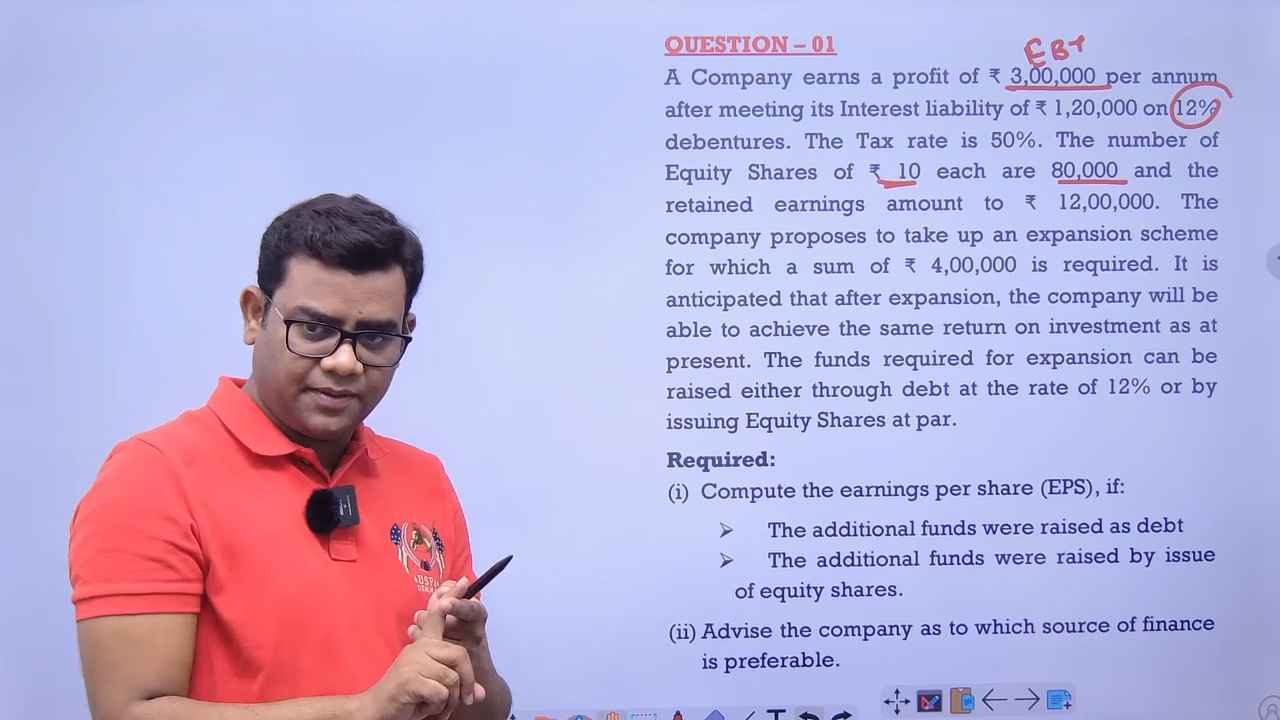 QUESTION – 01
EBT
A Company earns a profit of ₹ 3,00,000 per annum
after meeting its Interest liability of ₹ 1,20,000 on 12%
debentures. The Tax rate is 50%. The number of
Equity Shares of ₹ 10 each are 80,000 and the
retained earnings amount to ₹ 12,00,000. The
company proposes to take up an expansion scheme
for which a sum of ₹ 4,00,000 is required. It is
anticipated that after expansion, the company will be
able to achieve the same return on investment as at
present. The funds required for expansion can be
raised either through debt at the rate of 12% or by
issuing Equity Shares at par.
Required:
(i) Compute the earnings per share (EPS), if:
➢ The additional funds were raised as debt
➢ The additional funds were raised by issue
of equity shares.
(ii) Advise the company as to which source of finance
is preferable.